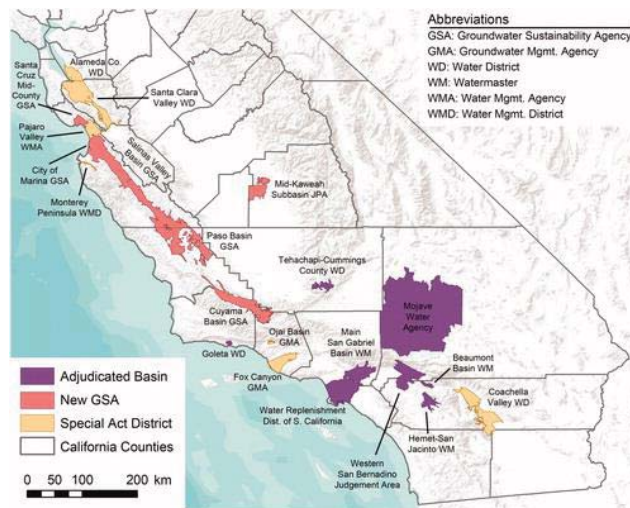 Abbreviations
GSA: Groundwater Sustainability Agency
GMA: Groundwater Mgmt. Agency
WD: Water District
WM: Watermaster
WMA: Water Mgmt. Agency
WMD: Water Mgmt. District
Alameda Co.
WD
Santa
Cruz
Mid-
County
GSA
Santa Clara
Valley WD
Pajaro
Valley
WMA
Salinas Valley
Basin GSA
City of
Marina GSA
Monterey
Peninsula WMD
Mid-Kaweah
Subbasin JPA
Paso Basin
GSA
Tehachapi-Cummings
County WD
Mojave
Water
Agency
Cuyama
Basin GSA
Ojai Basin
GMA
Main
San Gabriel
Basin WM
Goleta WD
Beaumont
Basin WM
Fox Canyon
GMA
Coachella
Valley WD
Water Replenishment
Dist. of S. California
Hemet-San
Jacinto WM
Western
San Bernadino
Judgement Area
Adjudicated Basin
New GSA
Special Act District
California Counties
0 50 100 200 km